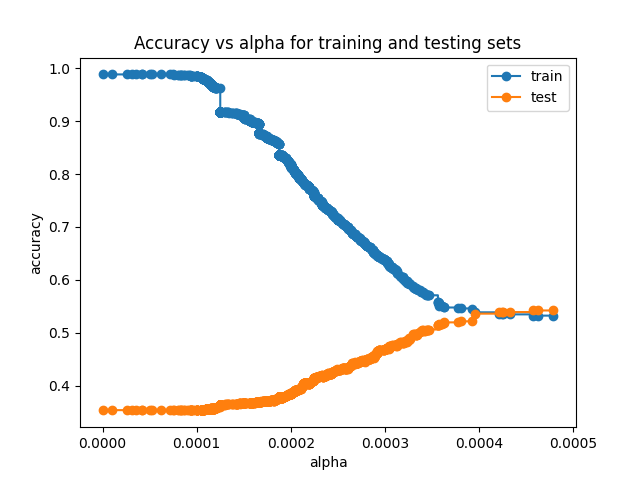 Accuracy vs alpha for training and testing sets
train
test
1.0
0.9
0.8
0.7
0.6
0.5
0.4
accuracy
0.0000 0.0001 0.0002 0.0003 0.0004 0.0005
alpha